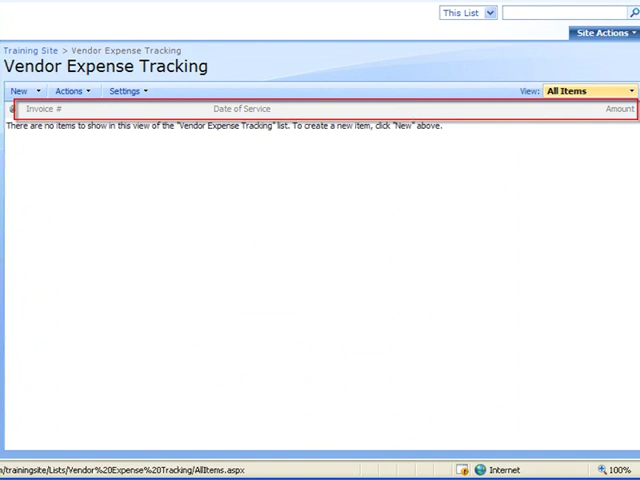 This List
Site Actions
Training Site > Vendor Expense Tracking
Vendor Expense Tracking
New Actions Settings View: All Items
Invoice # Date of Service Amount
There are no items to show in this view of the "Vendor Expense Tracking" list. To create a new item, click "New" above.
/trainingsite/Lists/Vendor%20Expense%20Tracking/AllItems.aspx Internet 100%